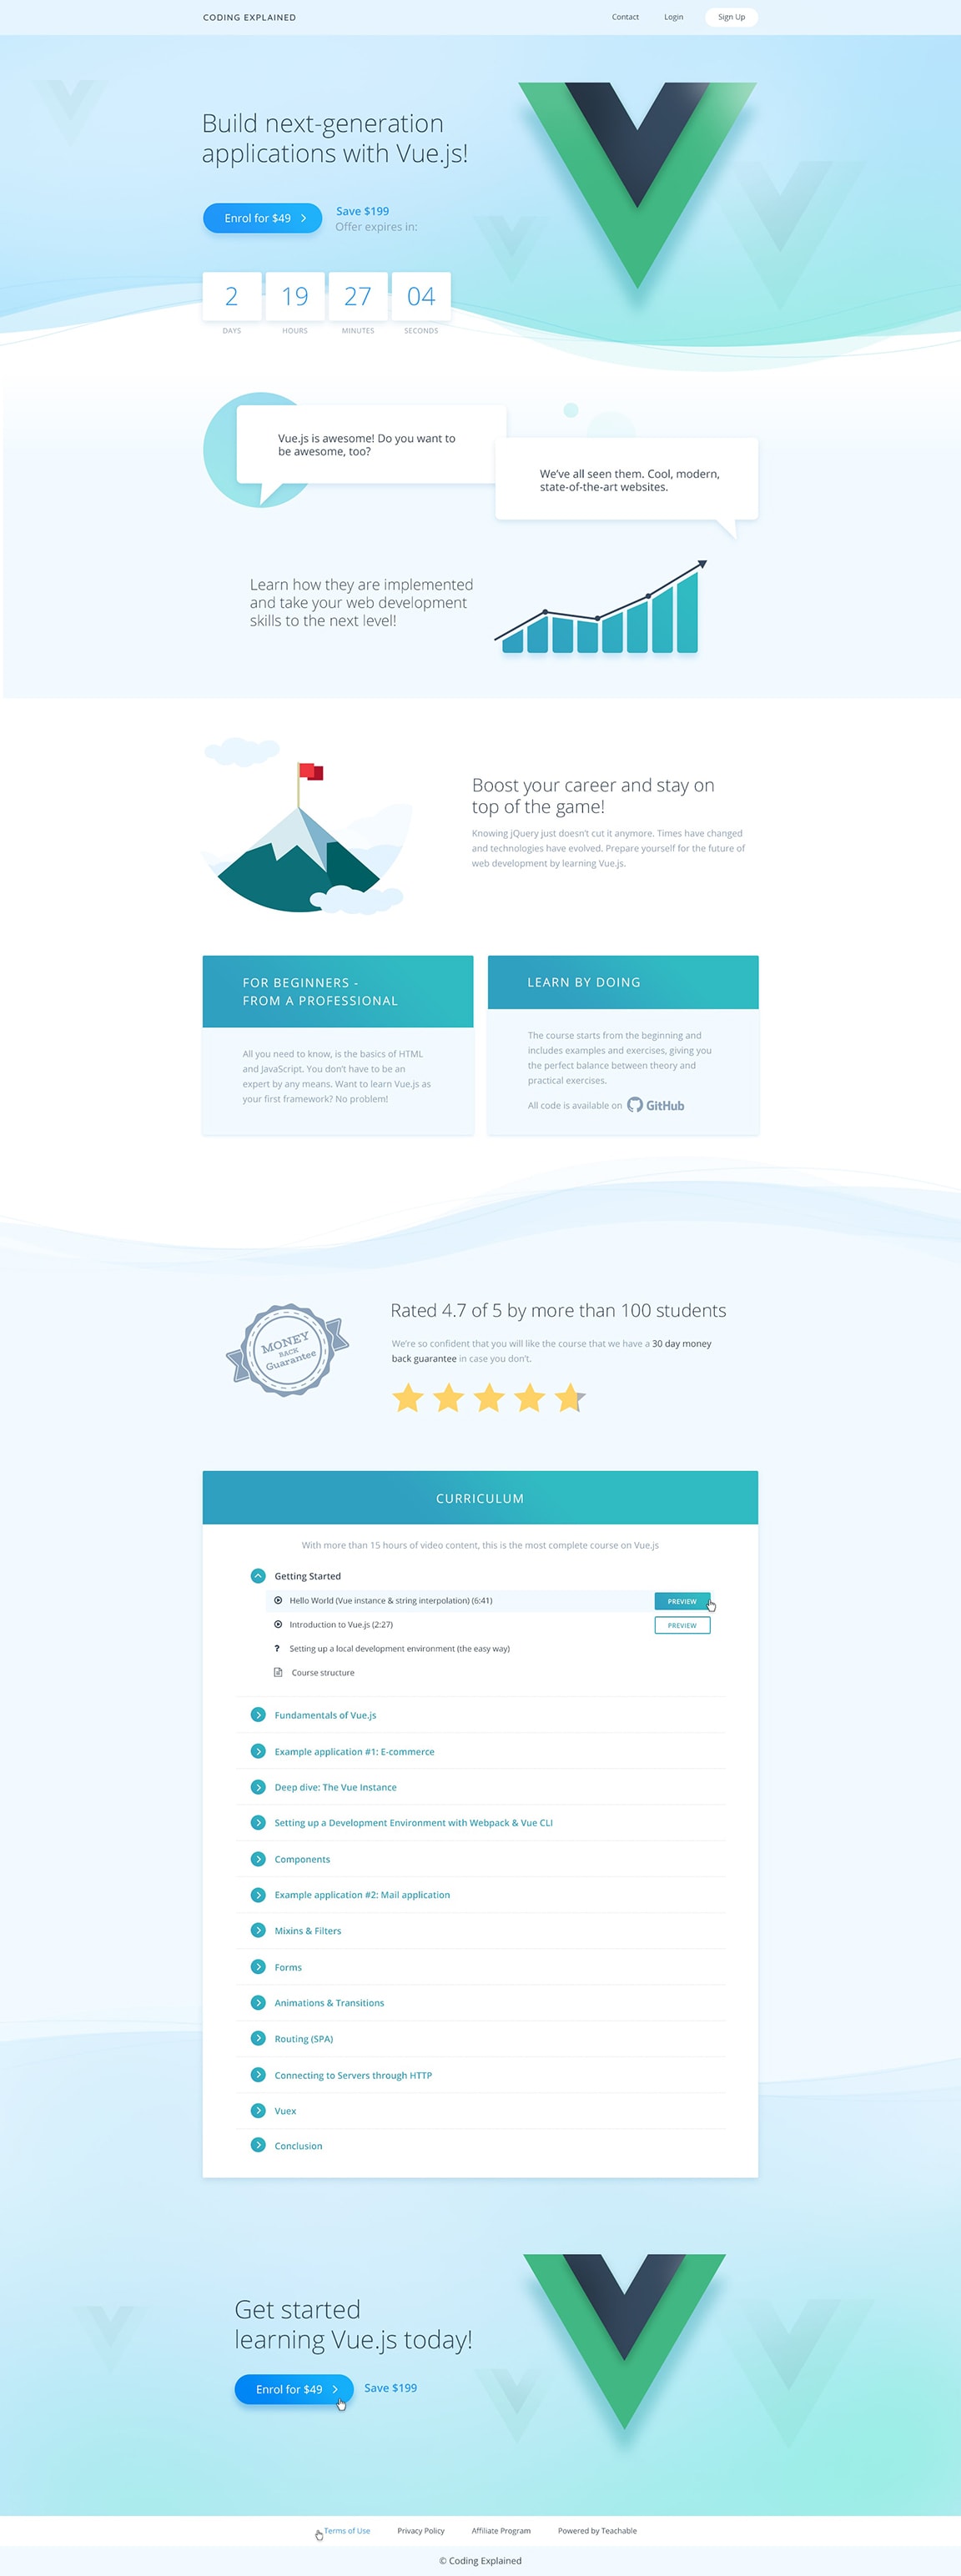 CODING EXPLAINED
Contact
Login
Sign Up
Build next-generation
applications with Vue.js!
Enrol for $49
Save $199
Offer expires in:
2
19
27
04
DAYS
HOURS
MINUTES
SECONDS
Vue.js is awesome! Do you want to
be awesome, too?
We've all seen them. Cool, modern,
state-of-the-art websites.
Learn how they are implemented
and take your web development
skills to the next level!
Boost your career and stay on
top of the game!
Knowing jQuery just doesn't cut it anymore. Times have changed
and technologies have evolved. Prepare yourself for the future of
web development by learning Vue.js.
FOR BEGINNERS -
FROM A PROFESSIONAL
All you need to know, is the basics of HTML
and JavaScript. You don't have to be an
expert by any means. Want to learn Vue.js as
your first framework? No problem!
LEARN BY DOING
The course starts from the beginning and
includes examples and exercises, giving you
the perfect balance between theory and
practical exercises.
All code is available on GitHub
MONEY
BACK
Guarantee
Rated 4.7 of 5 by more than 100 students
We're so confident that you will like the course that we have a 30 day money
back guarantee in case you don't.
CURRICULUM
With more than 15 hours of video content, this is the most complete course on Vue.js
Getting Started
Hello World (Vue instance & string interpolation) (6:41)
PREVIEW
Introduction to Vue.js (2:27)
PREVIEW
? Setting up a local development environment (the easy way)
Course structure
Fundamentals of Vue.js
Example application #1: E-commerce
Deep dive: The Vue Instance
Setting up a Development Environment with Webpack & Vue CLI
Components
Example application #2: Mail application
Mixins & Filters
Forms
Animations & Transitions
Routing (SPA)
Connecting to Servers through HTTP
Vuex
Conclusion
Get started
learning Vue.js today!
Enrol for $49
Save $199
Terms of Use
Privacy Policy
Affiliate Program
Powered by Teachable
© Coding Explained